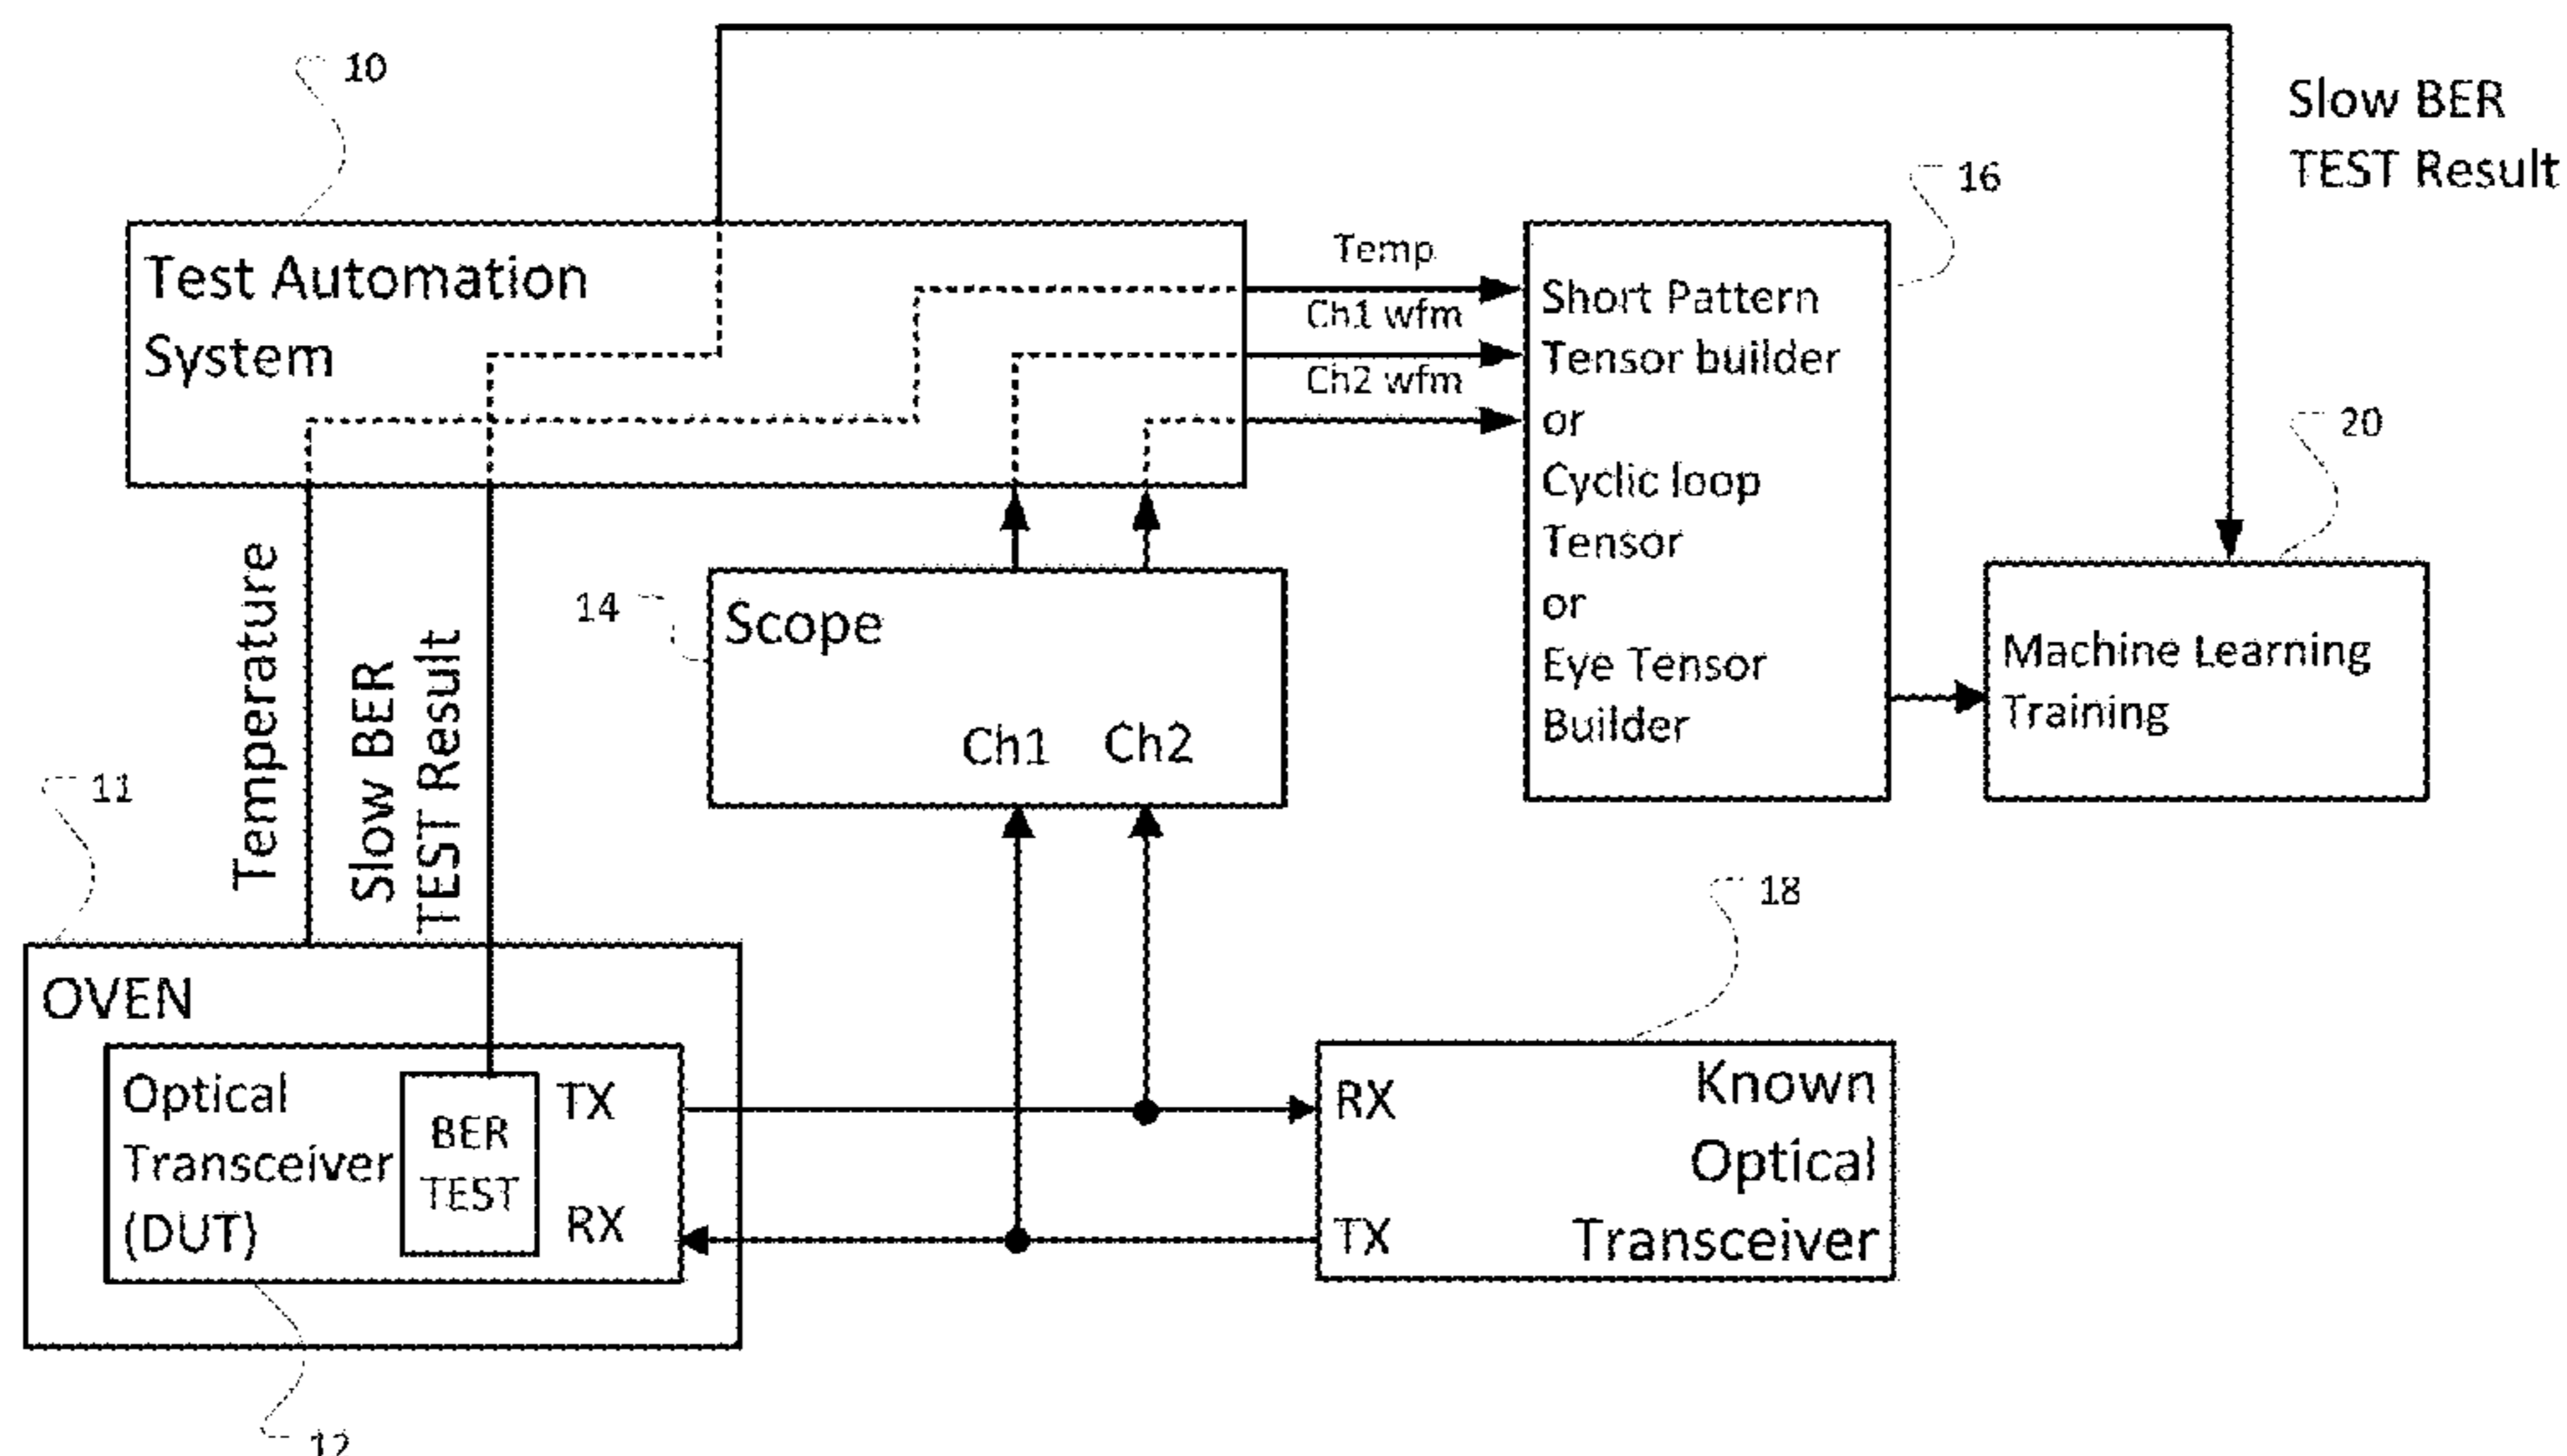 10
Slow BER
TEST Result
16
Test Automation
System
Temp
Ch1 wfm
Ch2 wfm
Short Pattern
Tensor builder
or
Cyclic loop
Tensor
or
Eye Tensor
Builder
20
Machine Learning
Training
14
Scope
Ch1 Ch2
Temperature
Slow BER
TEST Result
11
18
OVEN
Optical
Transceiver
(DUT)
BER
TEST
TX
RX
RX
TX
Known
Optical
Transceiver
12